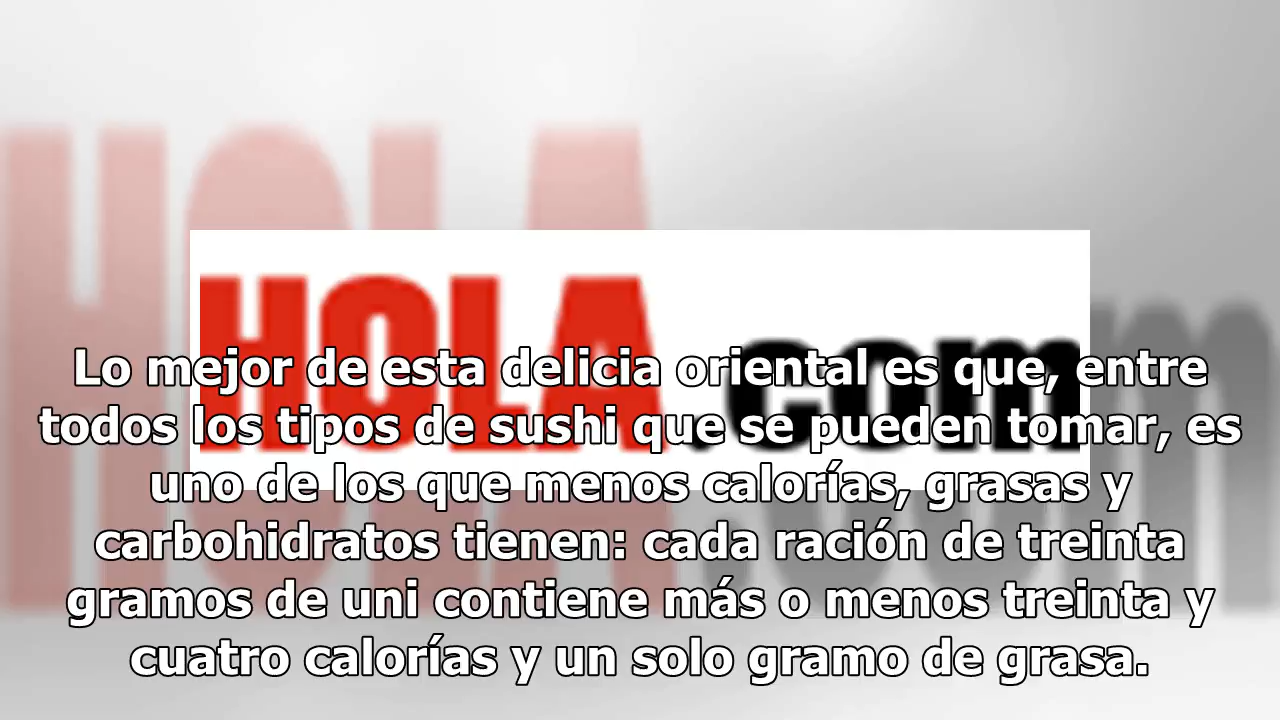 HOLA.com
Lo mejor de esta delicia oriental es que, entre
todos los tipos de sushi que se pueden tomar, es
uno de los que menos calorías, grasas y
carbohidratos tienen: cada ración de treinta
gramos de uni contiene más o menos treinta y
cuatro calorías y un solo gramo de grasa.